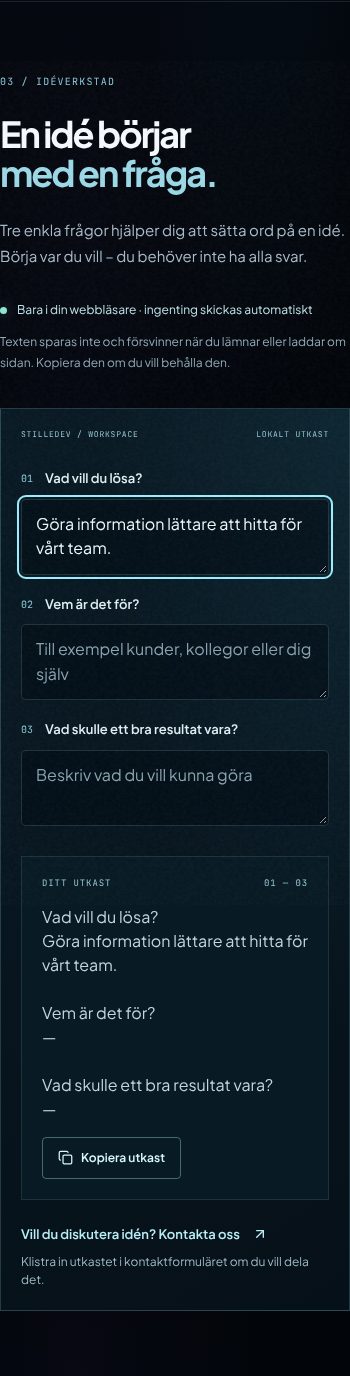 03 / IDÉVERKSTAD
En idé börjar
med en fråga.
Tre enkla frågor hjälper dig att sätta ord på en idé.
Börja var du vill – du behöver inte ha alla svar.
Bara i din webbläsare · ingenting skickas automatiskt
Texten sparas inte och försvinner när du lämnar eller laddar om
sidan. Kopiera den om du vill behålla den.
STILLEDEV / WORKSPACE LOKALT UTKAST
01 Vad vill du lösa?
Göra information lättare att hitta för
vårt team.
02 Vem är det för?
Till exempel kunder, kollegor eller dig
själv
03 Vad skulle ett bra resultat vara?
Beskriv vad du vill kunna göra
DITT UTKAST 01 — 03
Vad vill du lösa?
Göra information lättare att hitta för
vårt team.
Vem är det för?
—
Vad skulle ett bra resultat vara?
—
Kopiera utkast
Vill du diskutera idén? Kontakta oss
Klistra in utkastet i kontaktformuläret om du vill dela
det.